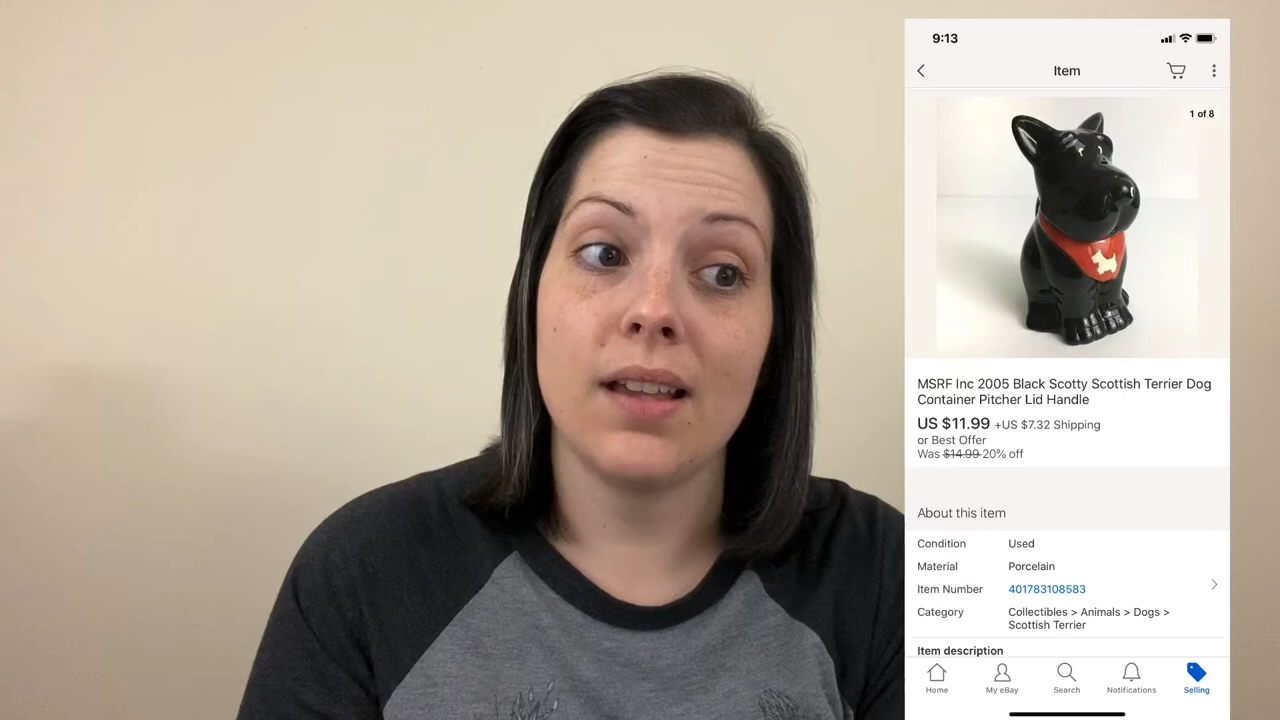 9:13
Item
1 of 8
MSRF Inc 2005 Black Scotty Scottish Terrier Dog
Container Pitcher Lid Handle
US $11.99 +US $7.32 Shipping
or Best Offer
Was $14.99 20% off
About this item
Condition Used
Material Porcelain
Item Number 401783108583
Category Collectibles > Animals > Dogs >
Scottish Terrier
Item description
Home My eBay Search Notifications Selling